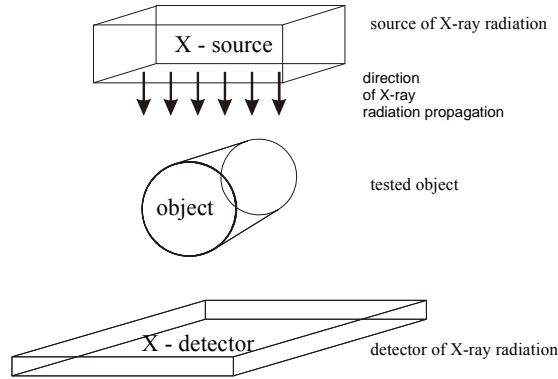 source of X-ray radiation
X - source
direction
of X-ray
radiation propagation
object
tested object
X - detector
detector of X-ray radiation